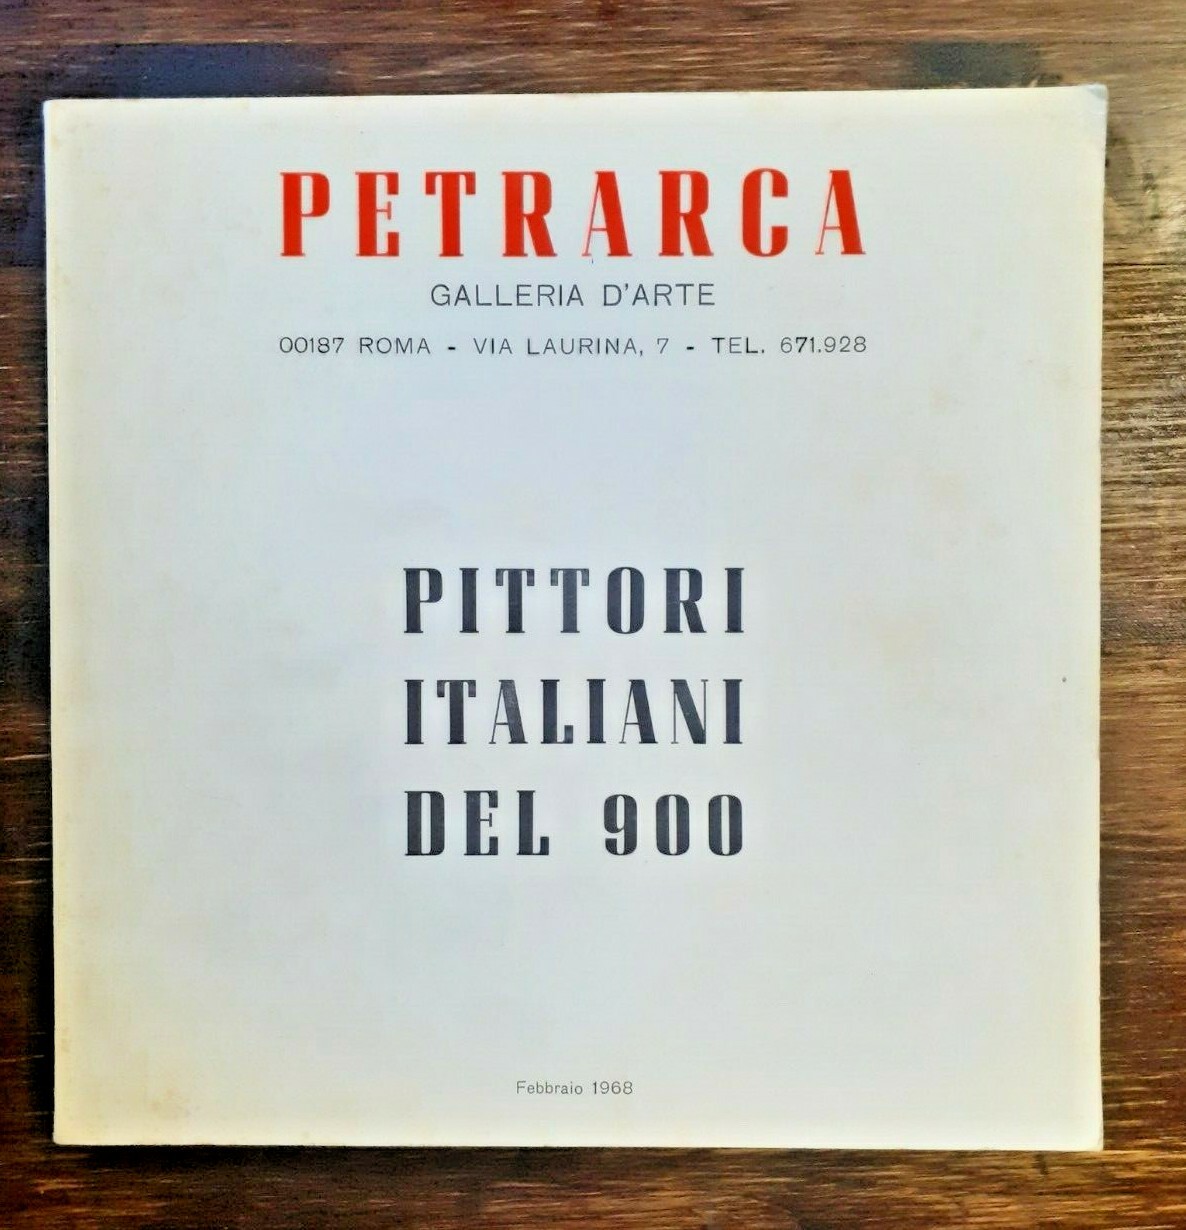 PETRARCA
GALLERIA D'ARTE
00187 ROMA - VIA LAURINA, 7 - TEL. 671.928
PITTORI
ITALIANI
DEL 900
Febbraio 1968